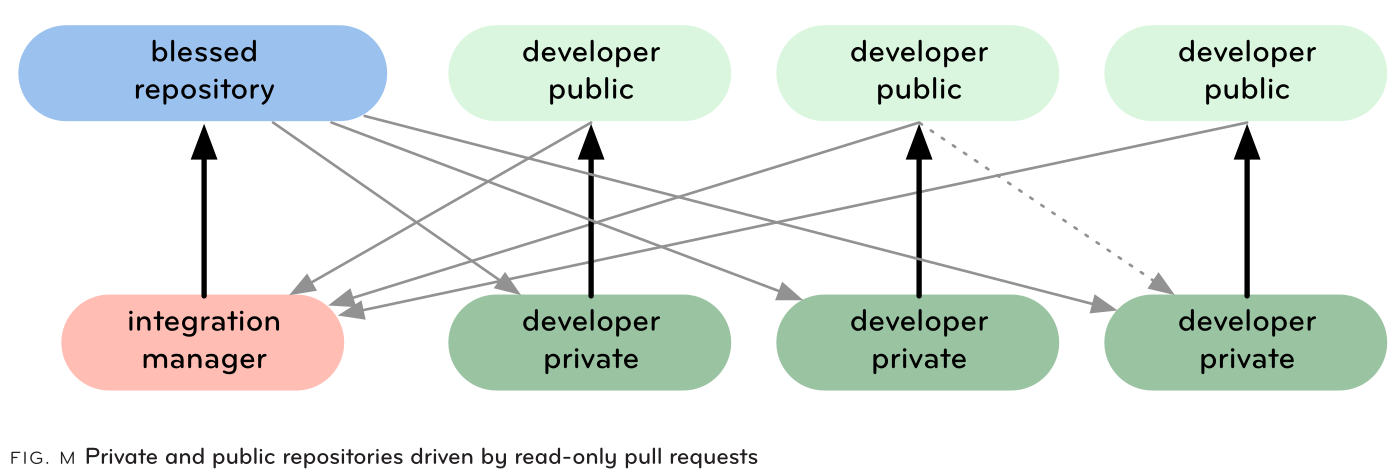 blessed
repository
developer
public
developer
public
developer
public
integration
manager
developer
private
developer
private
developer
private
FIG. M Private and public repositories driven by read-only pull requests